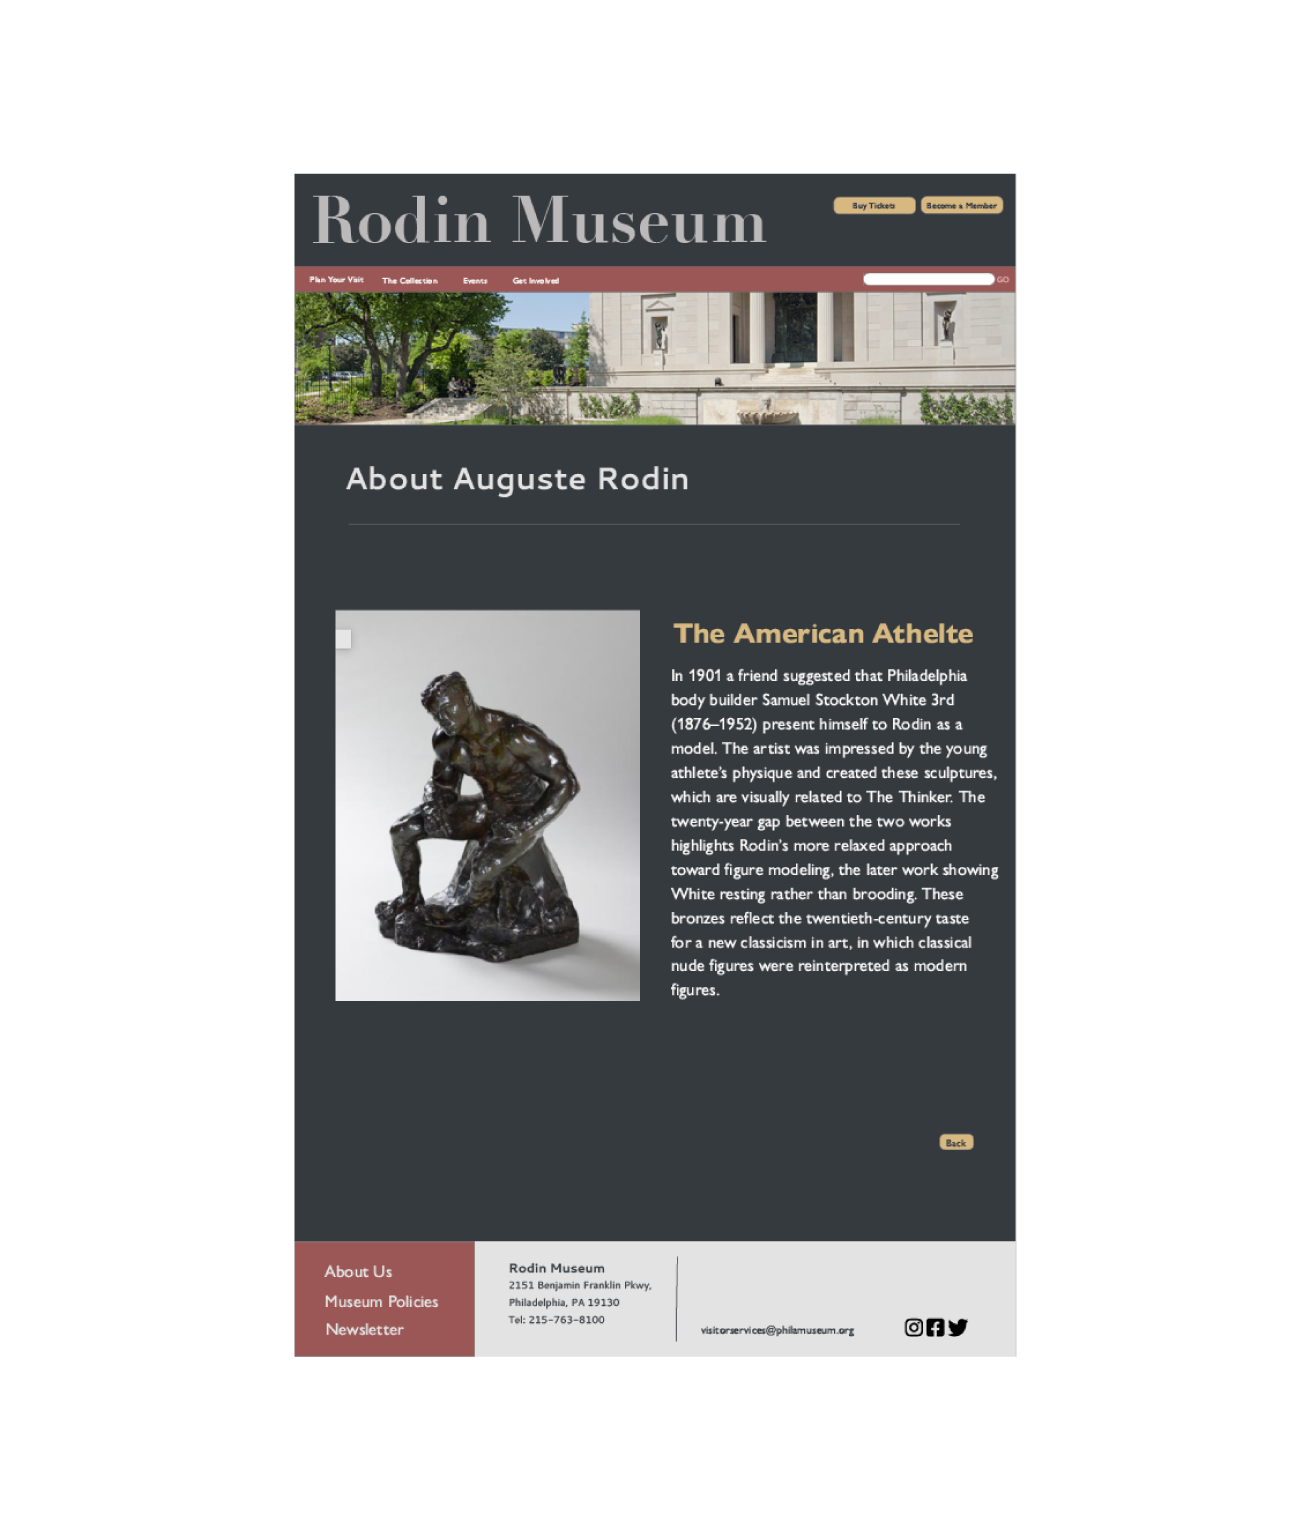 Rodin Museum
Buy Tickets
Become a Member
Plan Your Visit
The Collection
Events
Get Involved
GO
About Auguste Rodin
The American Athelte
In 1901 a friend suggested that Philadelphia
body builder Samuel Stockton White 3rd
(1876–1952) present himself to Rodin as a
model. The artist was impressed by the young
athlete's physique and created these sculptures,
which are visually related to The Thinker. The
twenty-year gap between the two works
highlights Rodin's more relaxed approach
toward figure modeling, the later work showing
White resting rather than brooding. These
bronzes reflect the twentieth-century taste
for a new classicism in art, in which classical
nude figures were reinterpreted as modern
figures.
Back
About Us
Museum Policies
Newsletter
Rodin Museum
2151 Benjamin Franklin Pkwy,
Philadelphia, PA 19130
Tel: 215-763-8100
visitorservices@philamuseum.org